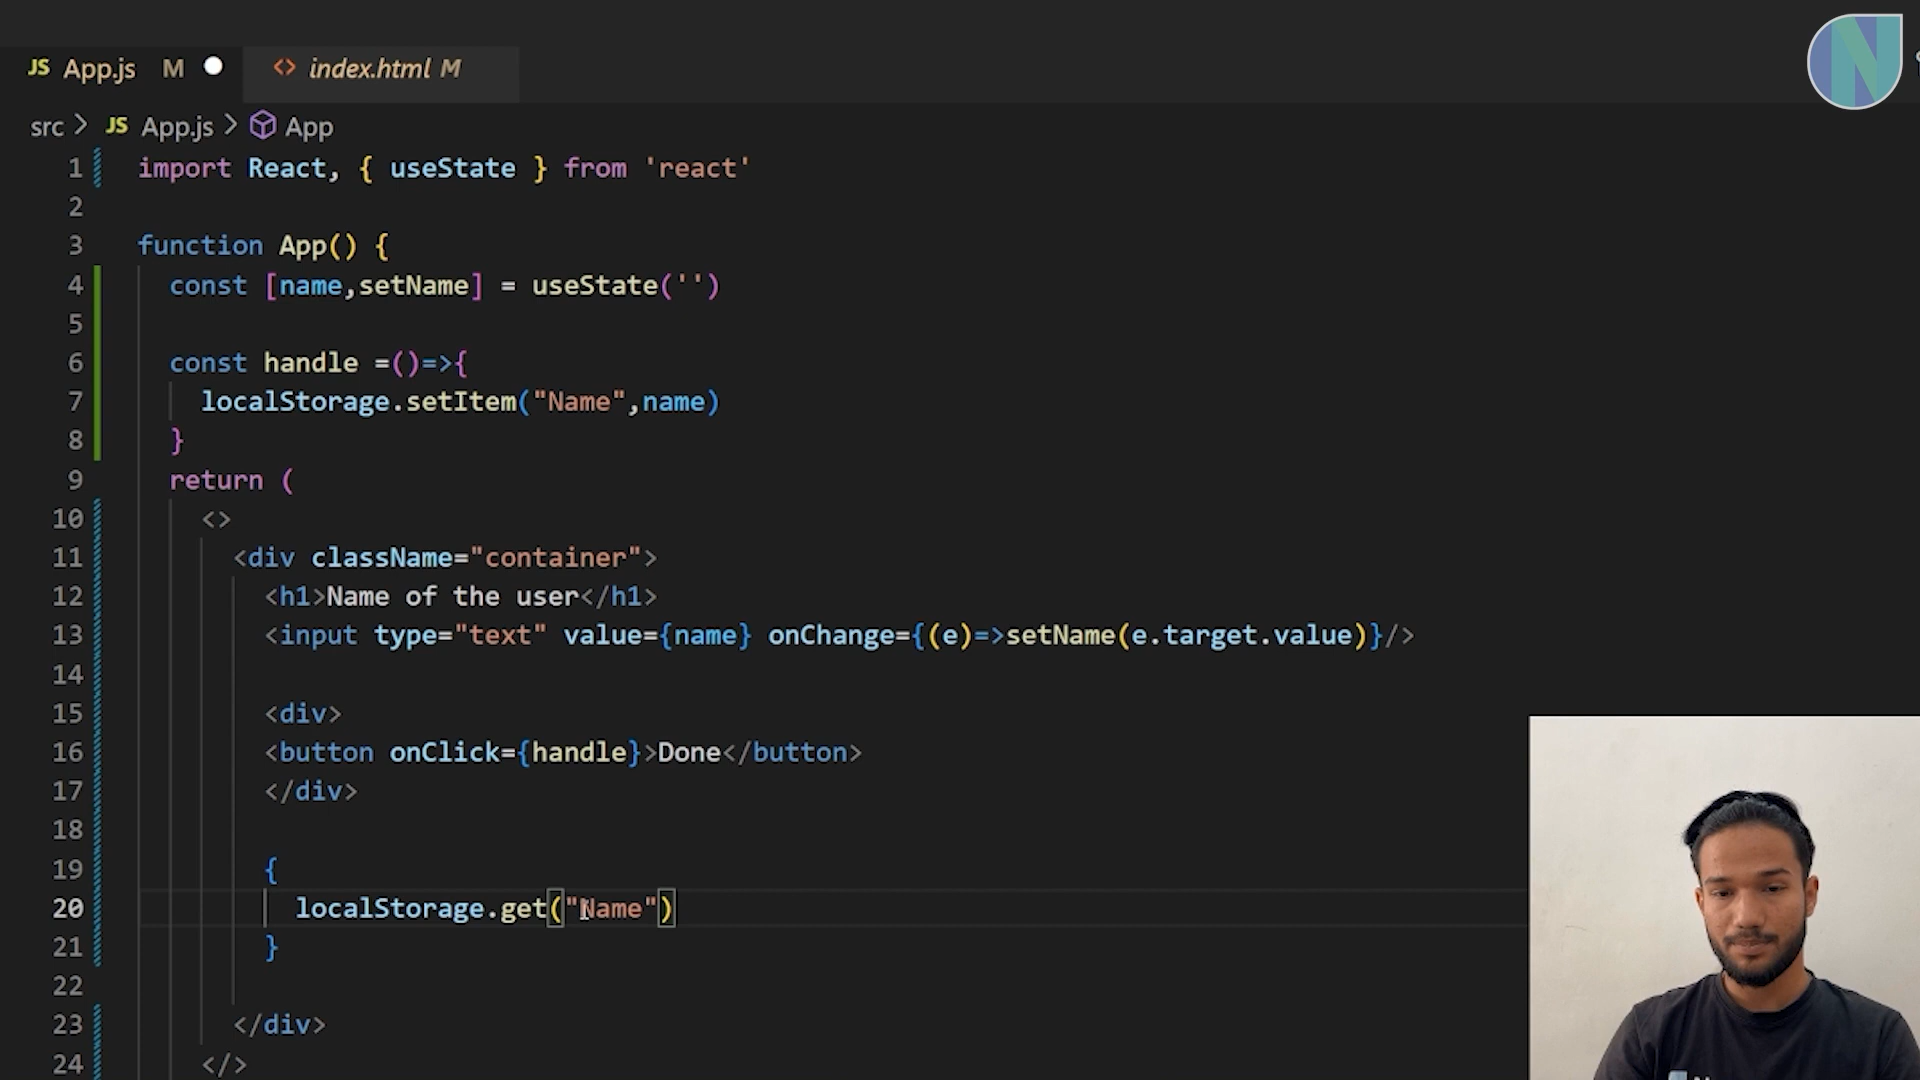 JS App.js M
<> index.html M
src > JS App.js > App
1 import React, { useState } from 'react'
2
3 function App() {
4 const [name,setName] = useState('')
5
6 const handle =()=>{
7 localStorage.setItem("Name",name)
8 }
9 return (
10 <>
11 <div className="container">
12 <h1>Name of the user</h1>
13 <input type="text" value={name} onChange={(e)=>setName(e.target.value)}/>
14
15 <div>
16 <button onClick={handle}>Done</button>
17 </div>
18
19 {
20 localStorage.get("Name")
21 }
22
23 </div>
24 </>
N